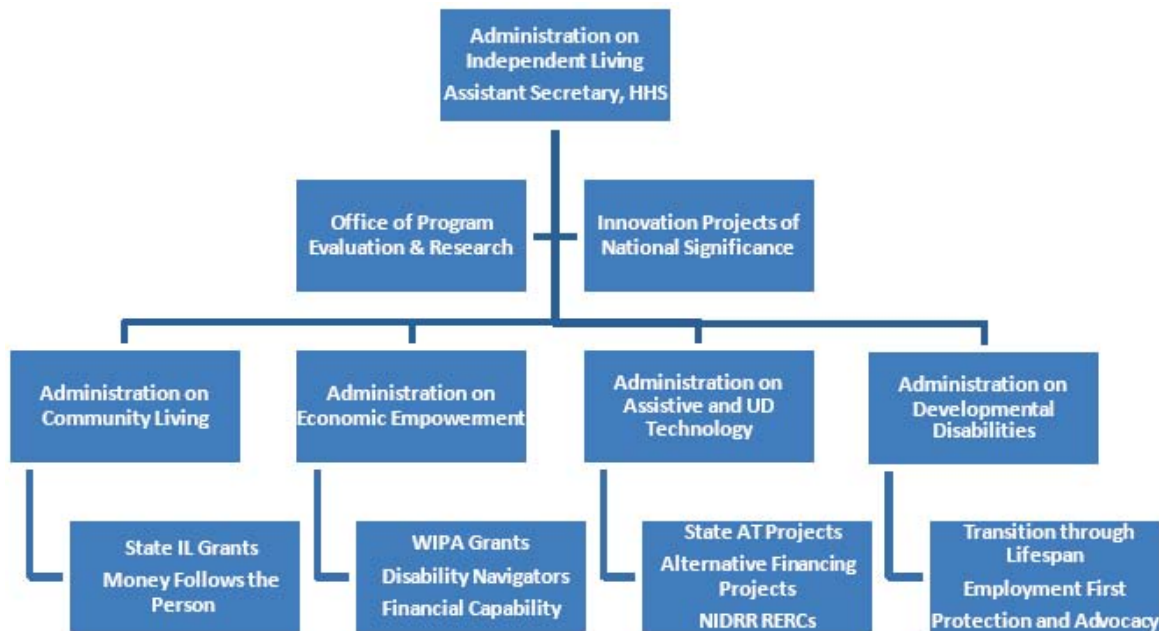 Administration on
Independent Living
Assistant Secretary, HHS
Office of Program
Evaluation & Research
Innovation Projects of
National Significance
Administration on
Community Living
Administration on
Economic Empowerment
Administration on
Assistive and UD
Technology
Administration on
Developmental
Disabilities
State IL Grants
Money Follows the
Person
WIPA Grants
Disability Navigators
Financial Capability
State AT Projects
Alternative Financing
Projects
NIDRR RERCs
Transition through
Lifespan
Employment First
Protection and Advocacy